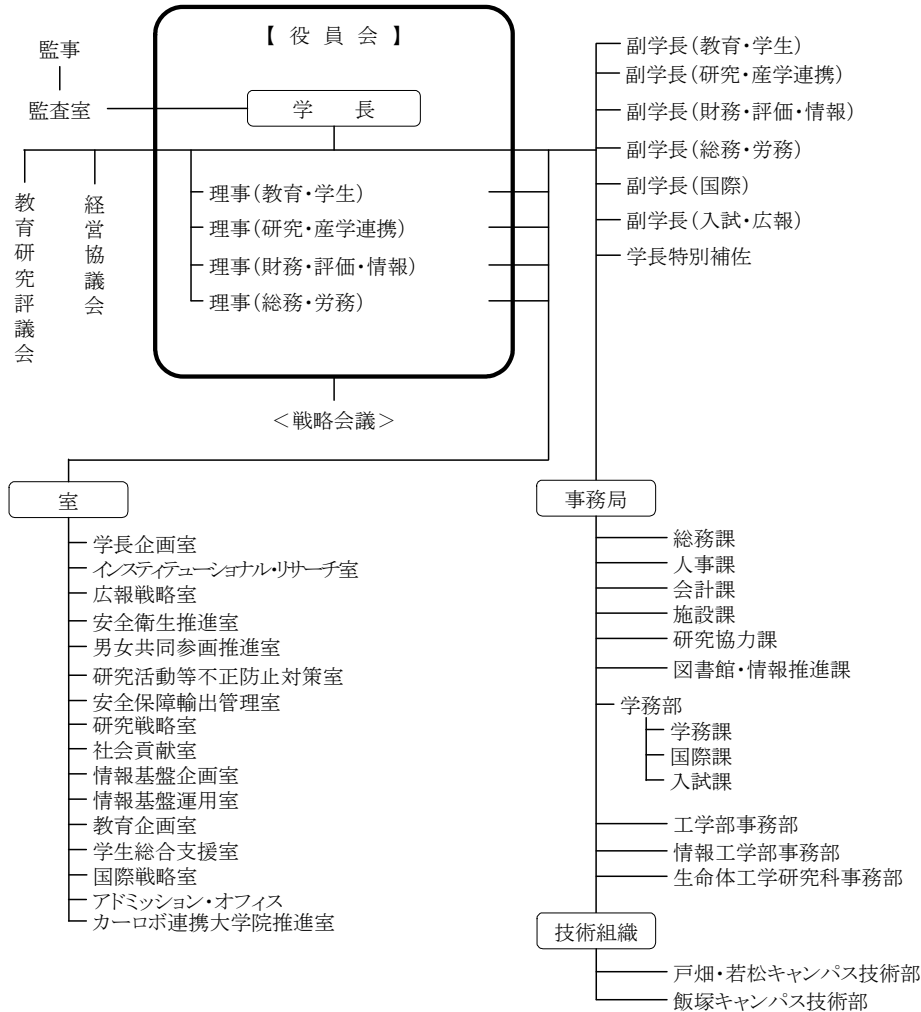 監事
監査室
教育研究評議会
経営協議会
【 役 員 会 】
学　　長
理事(教育・学生)
理事(研究・産学連携)
理事(財務・評価・情報)
理事(総務・労務)
＜戦略会議＞
副学長(教育・学生)
副学長(研究・産学連携)
副学長(財務・評価・情報)
副学長(総務・労務)
副学長(国際)
副学長(入試・広報)
学長特別補佐
室
学長企画室
インスティテューショナル・リサーチ室
広報戦略室
安全衛生推進室
男女共同参画推進室
研究活動等不正防止対策室
安全保障輸出管理室
研究戦略室
社会貢献室
情報基盤企画室
情報基盤運用室
教育企画室
学生総合支援室
国際戦略室
アドミッション・オフィス
カーロボ連携大学院推進室
事務局
総務課
人事課
会計課
施設課
研究協力課
図書館・情報推進課
学務部
学務課
国際課
入試課
工学部事務部
情報工学部事務部
生命体工学研究科事務部
技術組織
戸畑・若松キャンパス技術部
飯塚キャンパス技術部